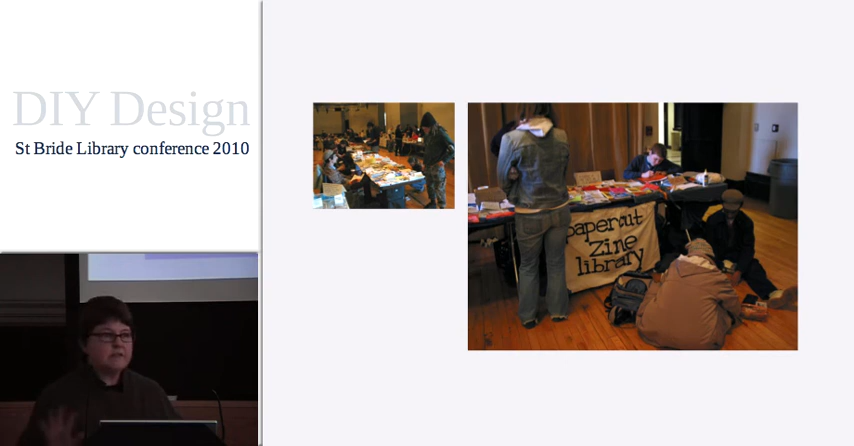 DIY Design
St Bride Library conference 2010
papercut
zine
library